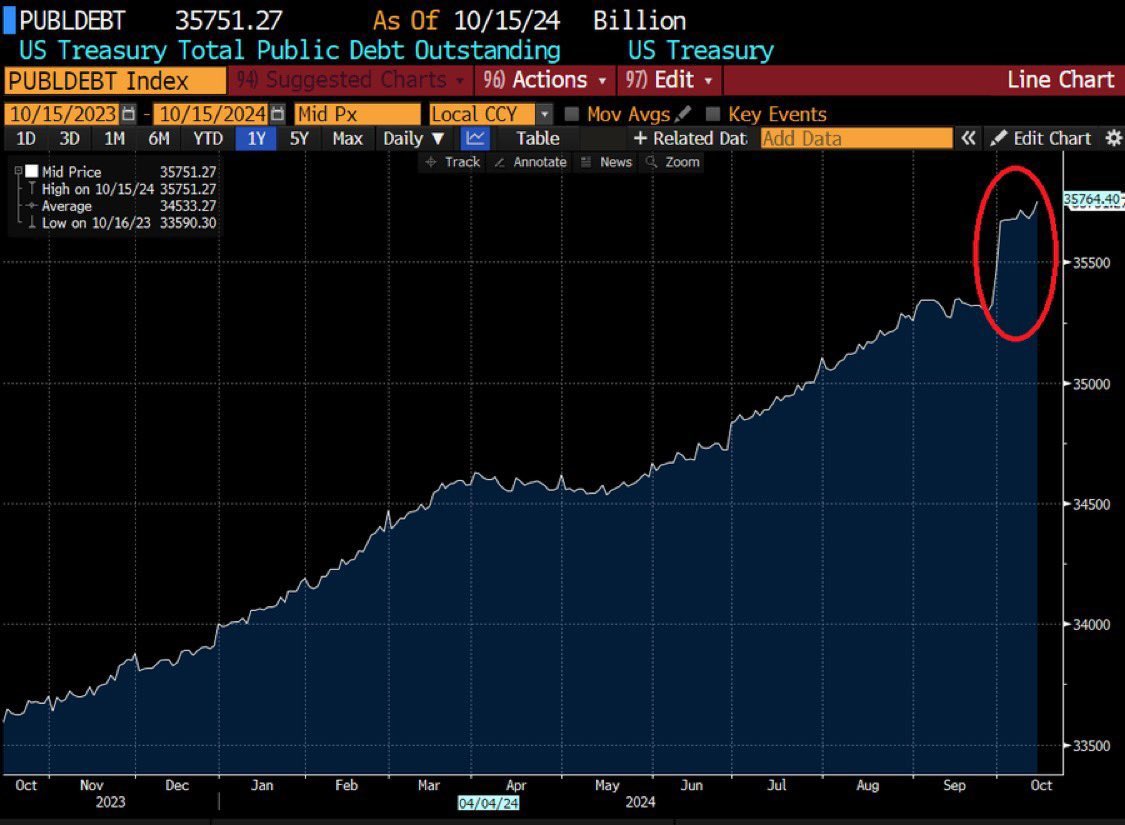 PUBLDEBT 35751.27 As Of 10/15/24 Billion
US Treasury Total Public Debt Outstanding US Treasury
PUBLDEBT Index 94) Suggested Charts 96) Actions 97) Edit Line Chart
10/15/2023 - 10/15/2024 Mid Px Local CCY Mov Avgs Key Events
1D 3D 1M 6M YTD 1Y 5Y Max Daily ▼ Table + Related Dat Add Data « Edit Chart
Track Annotate News Zoom
Mid Price 35751.27
High on 10/15/24 35751.27
Average 34533.27
Low on 10/16/23 33590.30
35764.40
35500
35000
34500
34000
33500
Oct Nov Dec Jan Feb Mar Apr May Jun Jul Aug Sep Oct
2023 04/04/24 2024